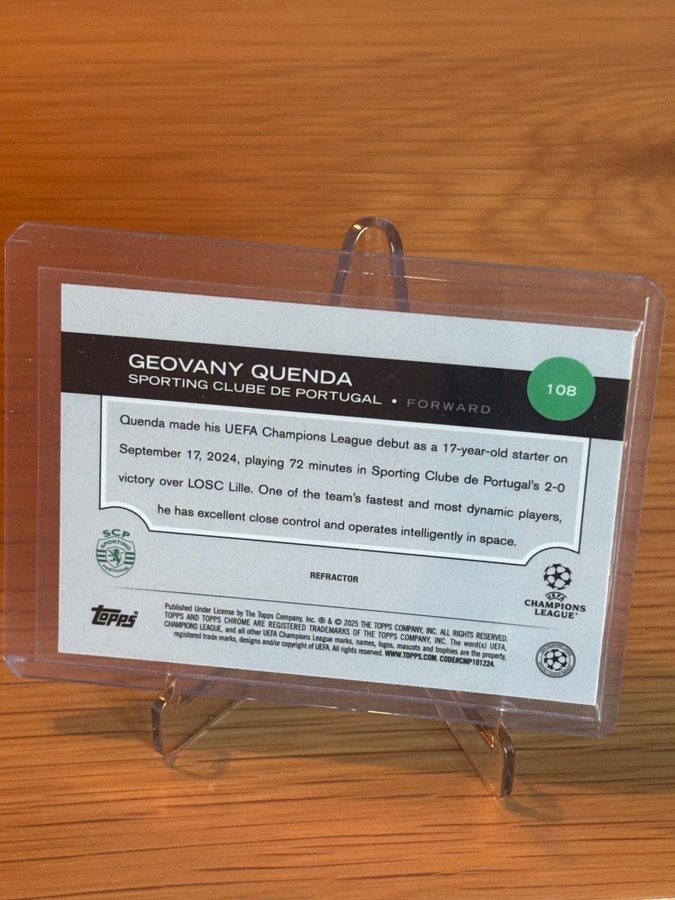 GEOVANY QUENDA
108
SPORTING CLUBE DE PORTUGAL • FORWARD
Quenda made his UEFA Champions League debut as a 17-year-old starter on
September 17, 2024, playing 72 minutes in Sporting Clube de Portugal's 2-0
victory over LOSC Lille. One of the team's fastest and most dynamic players,
he has excellent close control and operates intelligently in space.
SCP
SPORTING
PORTUGAL
REFRACTOR
UEFA
CHAMPIONS
LEAGUE
topps
Published Under License by The Topps Company, Inc. ® & © 2025 THE TOPPS COMPANY, INC. ALL RIGHTS RESERVED.
TOPPS AND TOPPS CHROME ARE REGISTERED TRADEMARKS OF THE TOPPS COMPANY, INC. The word(s) UEFA,
CHAMPIONS LEAGUE, and all other UEFA Champions League marks, names, logos, mascots and trophies are the property,
registered trade marks, designs and/or copyright of UEFA. All rights reserved. WWW.TOPPS.COM. CODE#CMP101224.